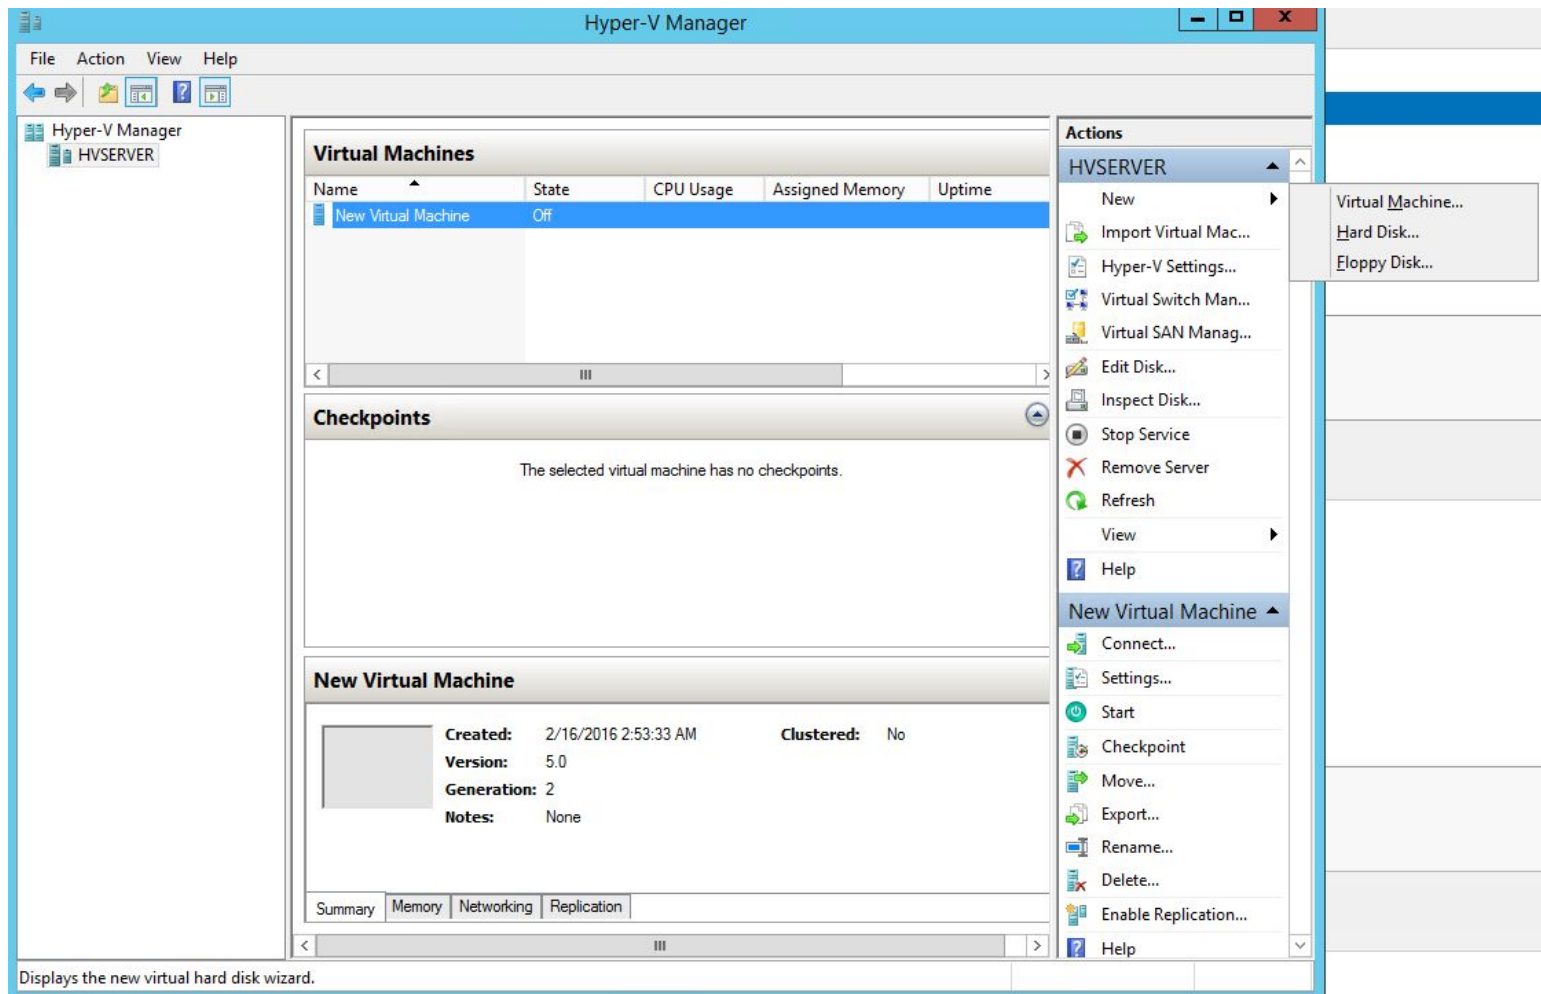 Hyper-V Manager
File Action View Help
Hyper-V Manager
HVSERVER
Virtual Machines
Name State CPU Usage Assigned Memory Uptime
New Virtual Machine Off
Checkpoints
The selected virtual machine has no checkpoints.
New Virtual Machine
Created: 2/16/2016 2:53:33 AM Clustered: No
Version: 5.0
Generation: 2
Notes: None
Summary Memory Networking Replication
Actions
HVSERVER
New
Import Virtual Mac...
Hyper-V Settings...
Virtual Switch Man...
Virtual SAN Manag...
Edit Disk...
Inspect Disk...
Stop Service
Remove Server
Refresh
View
Help
New Virtual Machine
Connect...
Settings...
Start
Checkpoint
Move...
Export...
Rename...
Delete...
Enable Replication...
Help
Virtual Machine...
Hard Disk...
Floppy Disk...
Displays the new virtual hard disk wizard.